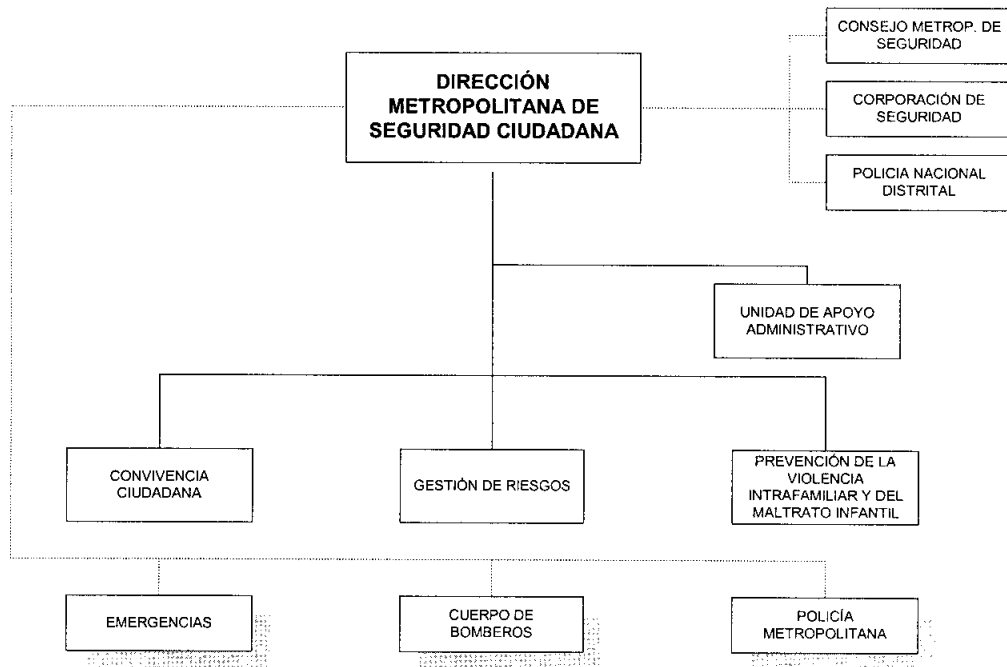 CONSEJO METROP. DE
SEGURIDAD
DIRECCIÓN
METROPOLITANA DE
SEGURIDAD CIUDADANA
CORPORACIÓN DE
SEGURIDAD
POLICIA NACIONAL
DISTRITAL
UNIDAD DE APOYO
ADMINISTRATIVO
CONVIVENCIA
CIUDADANA
GESTIÓN DE RIESGOS
PREVENCIÓN DE LA
VIOLENCIA
INTRAFAMILIAR Y DEL
MALTRATO INFANTIL
EMERGENCIAS
CUERPO DE
BOMBEROS
POLICÍA
METROPOLITANA